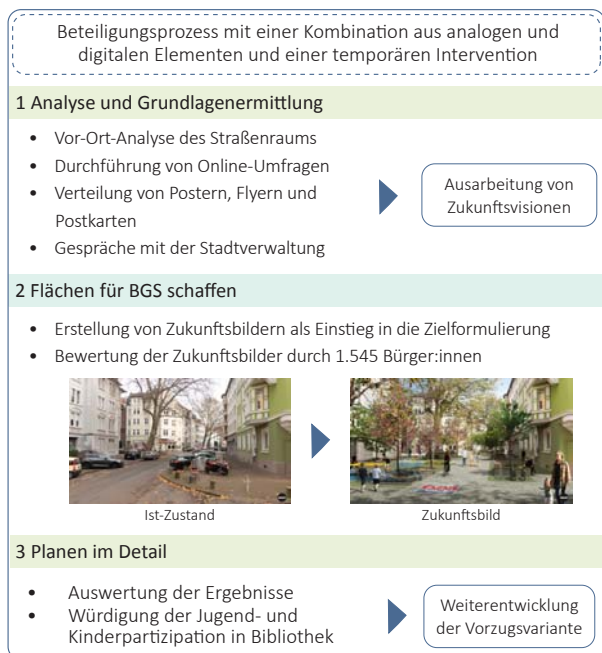 Beteiligungsprozess mit einer Kombination aus analogen und
digitalen Elementen und einer temporären Intervention
1 Analyse und Grundlagenermittlung
• Vor-Ort-Analyse des Straßenraums
• Durchführung von Online-Umfragen
• Verteilung von Postern, Flyern und
Postkarten
• Gespräche mit der Stadtverwaltung
Ausarbeitung von
Zukunftsvisionen
2 Flächen für BGS schaffen
• Erstellung von Zukunftsbildern als Einstieg in die Zielformulierung
• Bewertung der Zukunftsbilder durch 1.545 Bürger:innen
Ist-Zustand
Zukunftsbild
3 Planen im Detail
• Auswertung der Ergebnisse
• Würdigung der Jugend- und
Kinderpartizipation in Bibliothek
Weiterentwicklung
der Vorzugsvariante